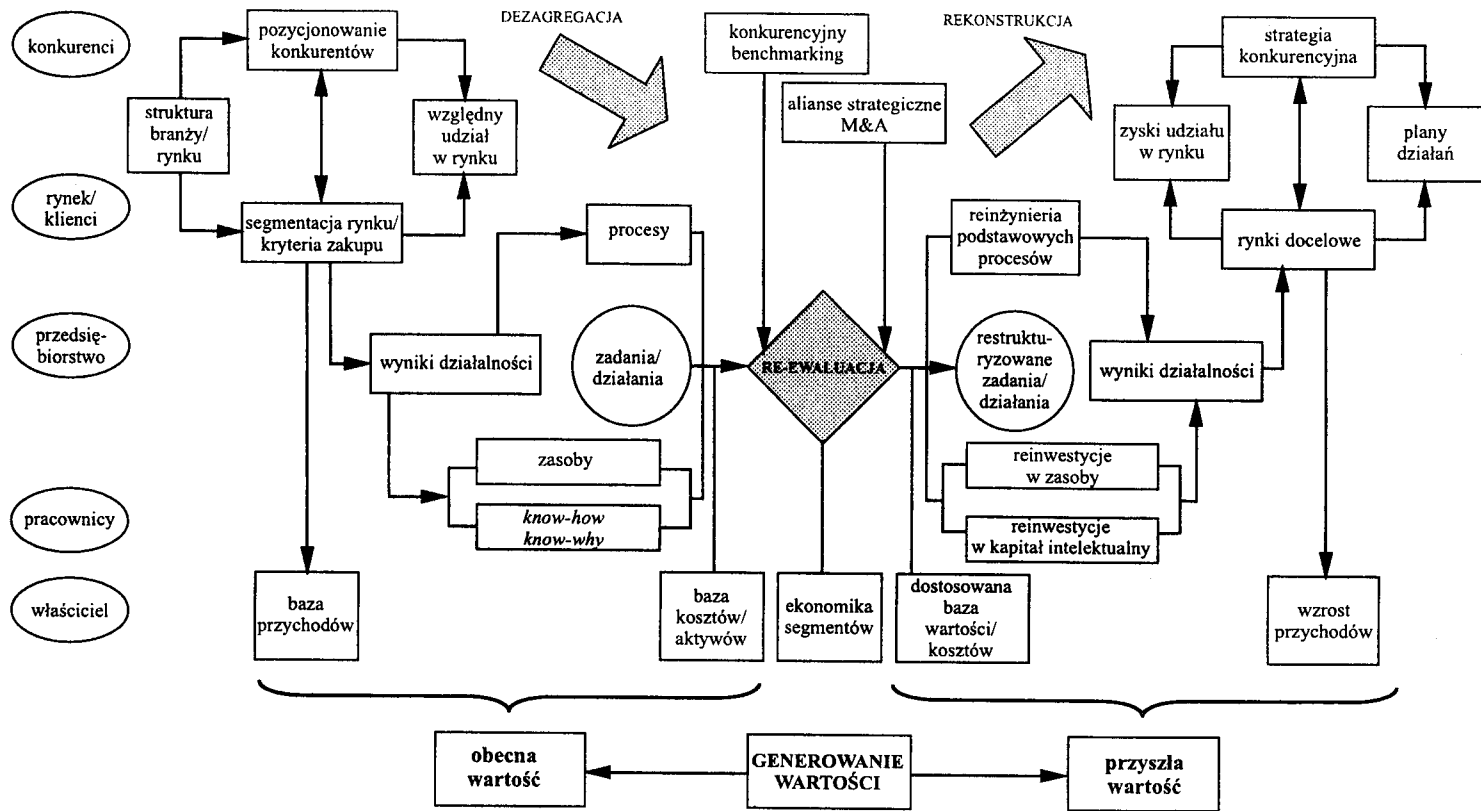 DEZAGREGACJA
REKONSTRUKCJA
konkurenci
pozycjonowanie
konkurentów
konkurencyjny
benchmarking
strategia
konkurencyjna
struktura
branży/
rynku
względny
udział
w rynku
alianse strategiczne
M&A
zyski udziału
w rynku
plany
działań
rynek/
klienci
segmentacja rynku/
kryteria zakupu
procesy
reinżynieria
podstawowych
procesów
rynki docelowe
przedsię-
biorstwo
wyniki działalności
zadania/
działania
RE-EWALUACJA
restruktu-
ryzowane
zadania/
działania
wyniki działalności
zasoby
reinwestycje
w zasoby
pracownicy
know-how
know-why
reinwestycje
w kapitał intelektualny
właściciel
baza
przychodów
baza
kosztów/
aktywów
ekonomika
segmentów
dostosowana
baza
wartości/
kosztów
wzrost
przychodów
obecna
wartość
GENEROWANIE
WARTOŚCI
przyszła
wartość